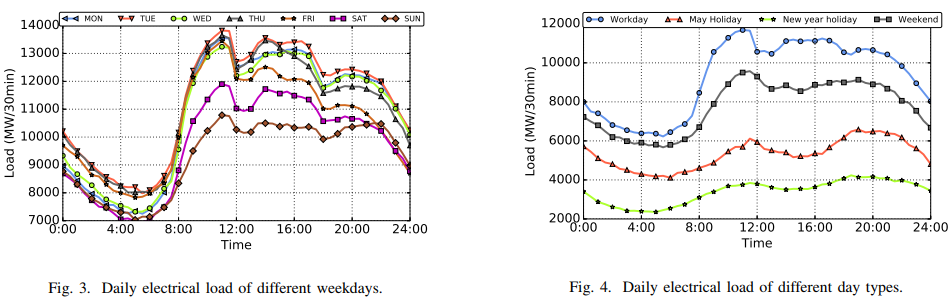 MON TUE WED THU FRI SAT SUN
14000
13000
12000
11000
10000
9000
8000
7000
Load (MW/30min)
0:00 4:00 8:00 12:00 16:00 20:00 24:00
Time
Fig. 3. Daily electrical load of different weekdays.
Workday May Holiday New year holiday Weekend
12000
10000
8000
6000
4000
2000
Load (MW/30min)
0:00 4:00 8:00 12:00 16:00 20:00 24:00
Time
Fig. 4. Daily electrical load of different day types.